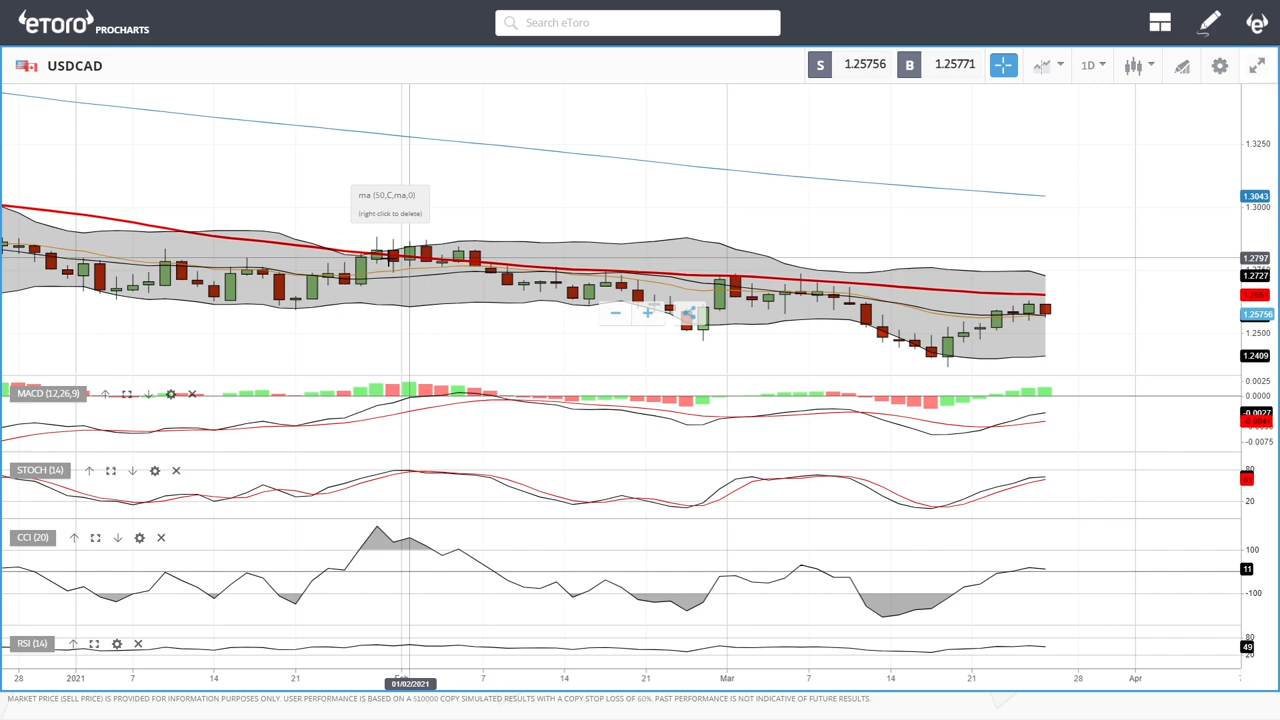 eToro PROCHARTS
Search eToro
USDCAD
S 1.25756 B 1.25771 1D
ma (50,C,ma,0)
(right click to delete)
1.3250
1.3043
1.3000
1.2797
1.2727
1.25756
1.2500
1.2409
MACD (12,26,9)
0.0025
0.0000
-0.0027
-0.0075
STOCH (14)
80
20
CCI (20)
100
11
-100
RSI (14)
80
49
20
28 2021 7 14 21 7 14 21 Mar 7 14 21 28 Apr
01/02/2021
MARKET PRICE (SELL PRICE) IS PROVIDED FOR INFORMATION PURPOSES ONLY. USER PERFORMANCE IS BASED ON A $10000 COPY SIMULATED RESULTS WITH A COPY STOP LOSS OF 60%. PAST PERFORMANCE IS NOT INDICATIVE OF FUTURE RESULTS.